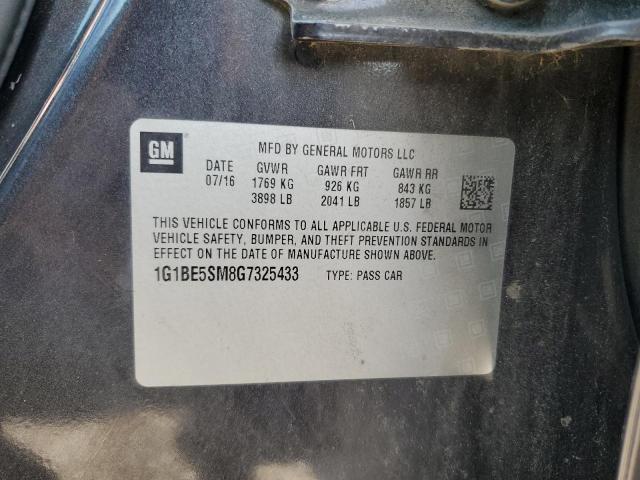 GM
MFD BY GENERAL MOTORS LLC
DATE GVWR GAWR FRT GAWR RR
07/16 1769 KG 926 KG 843 KG
3898 LB 2041 LB 1857 LB
THIS VEHICLE CONFORMS TO ALL APPLICABLE U.S. FEDERAL MOTOR
VEHICLE SAFETY, BUMPER, AND THEFT PREVENTION STANDARDS IN
EFFECT ON THE DATE OF MANUFACTURE SHOWN ABOVE.
1G1BE5SM8G7325433 TYPE: PASS CAR